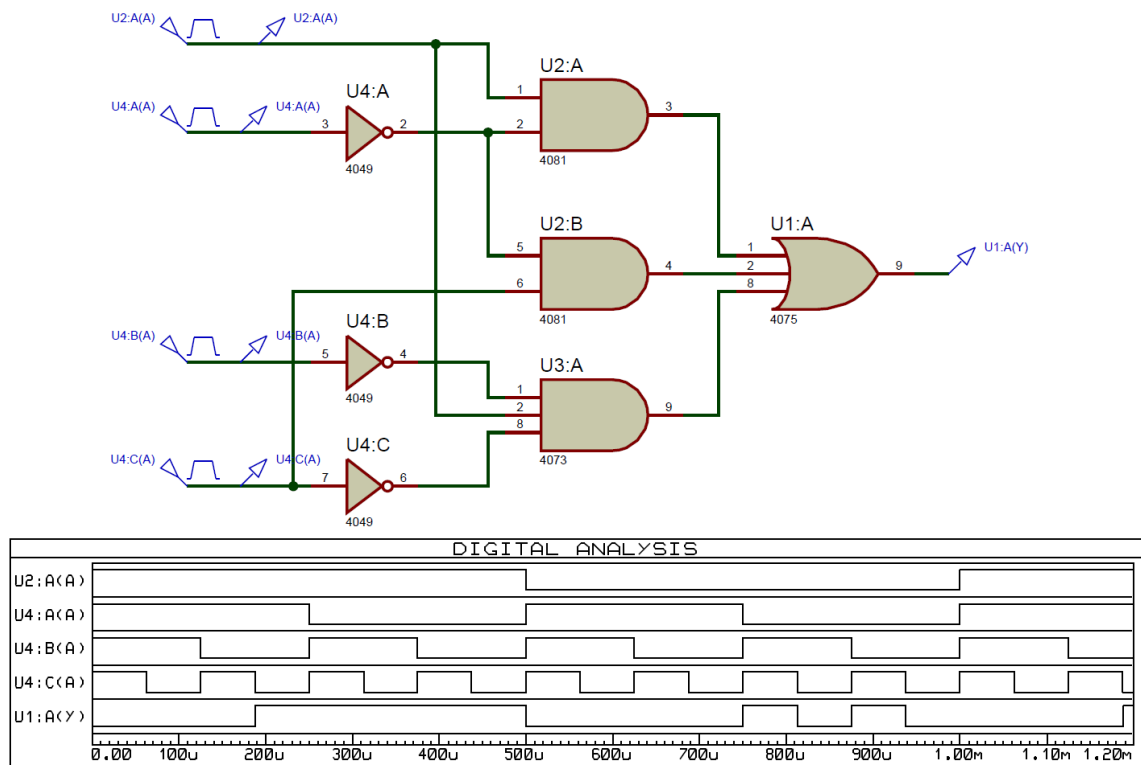 U2:A(A) U2:A(A)
U2:A
1
3
2
4081
U4:A(A) U4:A(A)
U4:A
3 2
4049
U2:B
5
4
6
4081
U1:A
1
2 9
8
4075
U1:A(Y)
U4:B(A) U4:B(A)
U4:B
5 4
4049
U3:A
1
2 9
8
4073
U4:C(A) U4:C(A)
U4:C
7 6
4049
DIGITAL ANALYSIS
U2:A(A)
U4:A(A)
U4:B(A)
U4:C(A)
U1:A(Y)
0.00 100u 200u 300u 400u 500u 600u 700u 800u 900u 1.00m 1.10m 1.20m